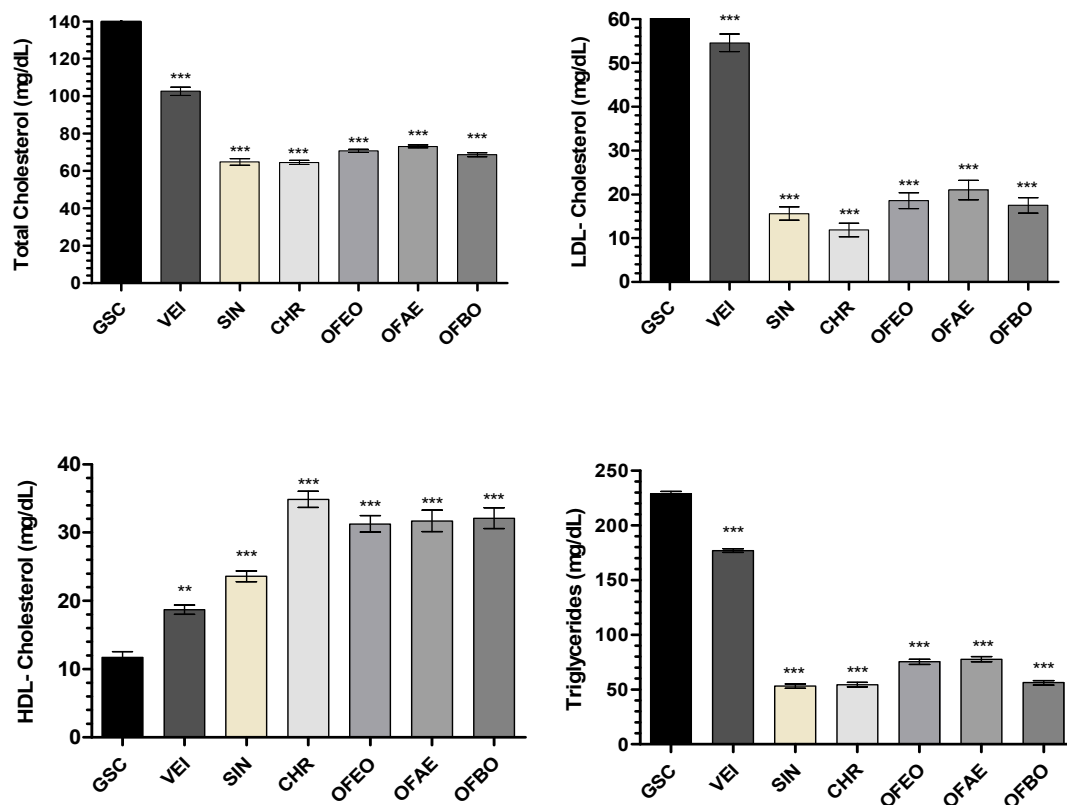 Total Cholesterol (mg/dL)
140
120
100
80
60
40
20
0
***
***
***
***
***
***
GSC
VEI
SIN
CHR
OFEO
OFAE
OFBO
LDL- Cholesterol (mg/dL)
60
50
40
30
20
10
0
***
***
***
***
***
***
GSC
VEI
SIN
CHR
OFEO
OFAE
OFBO
HDL- Cholesterol (mg/dL)
40
30
20
10
0
**
***
***
***
***
***
GSC
VEI
SIN
CHR
OFEO
OFAE
OFBO
Triglycerides (mg/dL)
250
200
150
100
50
0
***
***
***
***
***
***
GSC
VEI
SIN
CHR
OFEO
OFAE
OFBO